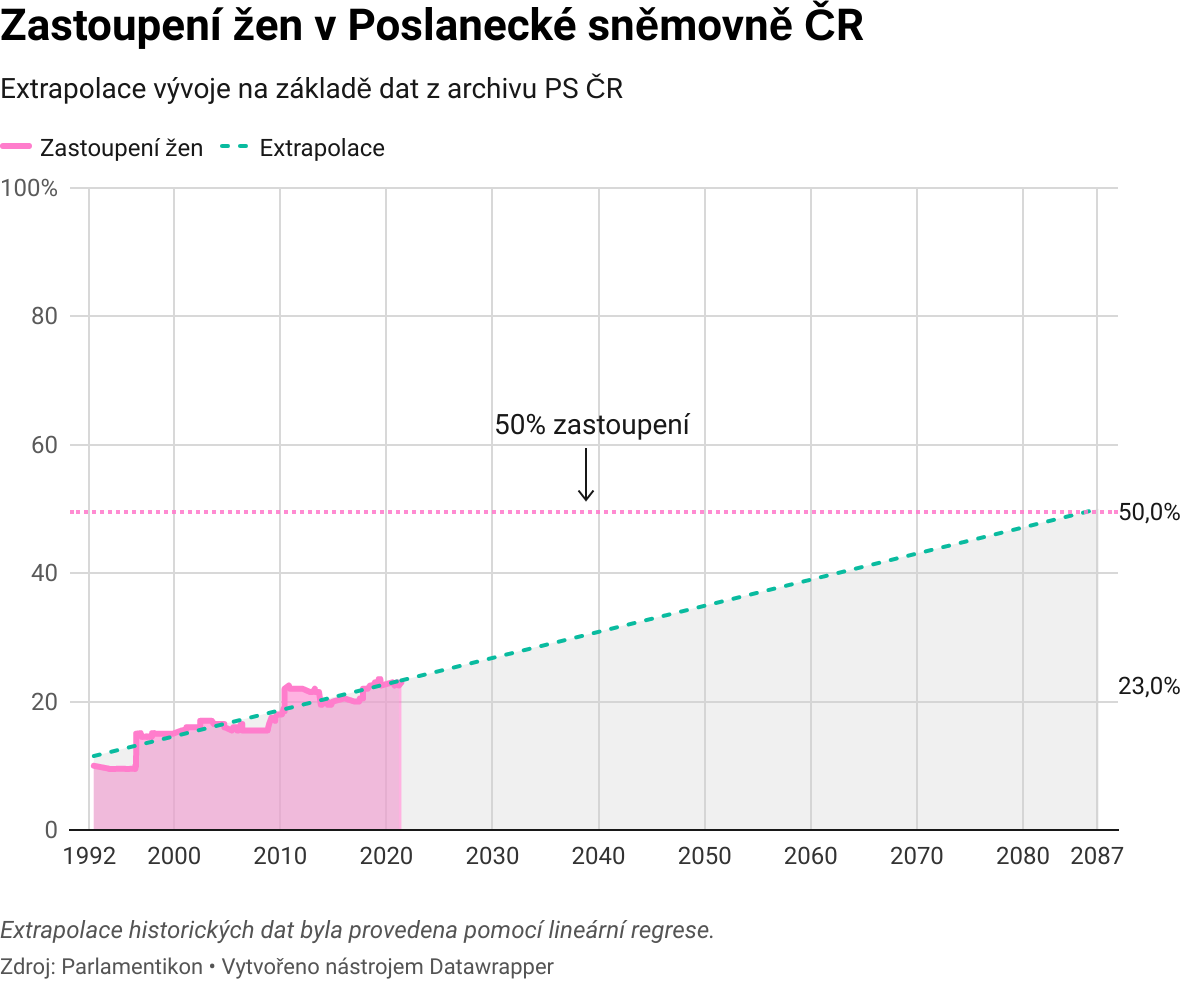 Zastoupení žen v Poslanecké sněmovně ČR
Extrapolace vývoje na základě dat z archivu PS ČR
Zastoupení žen Extrapolace
100%
80
60
40
20
0
50% zastoupení
50,0%
23,0%
1992 2000 2010 2020 2030 2040 2050 2060 2070 2080 2087
Extrapolace historických dat byla provedena pomocí lineární regrese.
Zdroj: Parlamentikon • Vytvořeno nástrojem Datawrapper